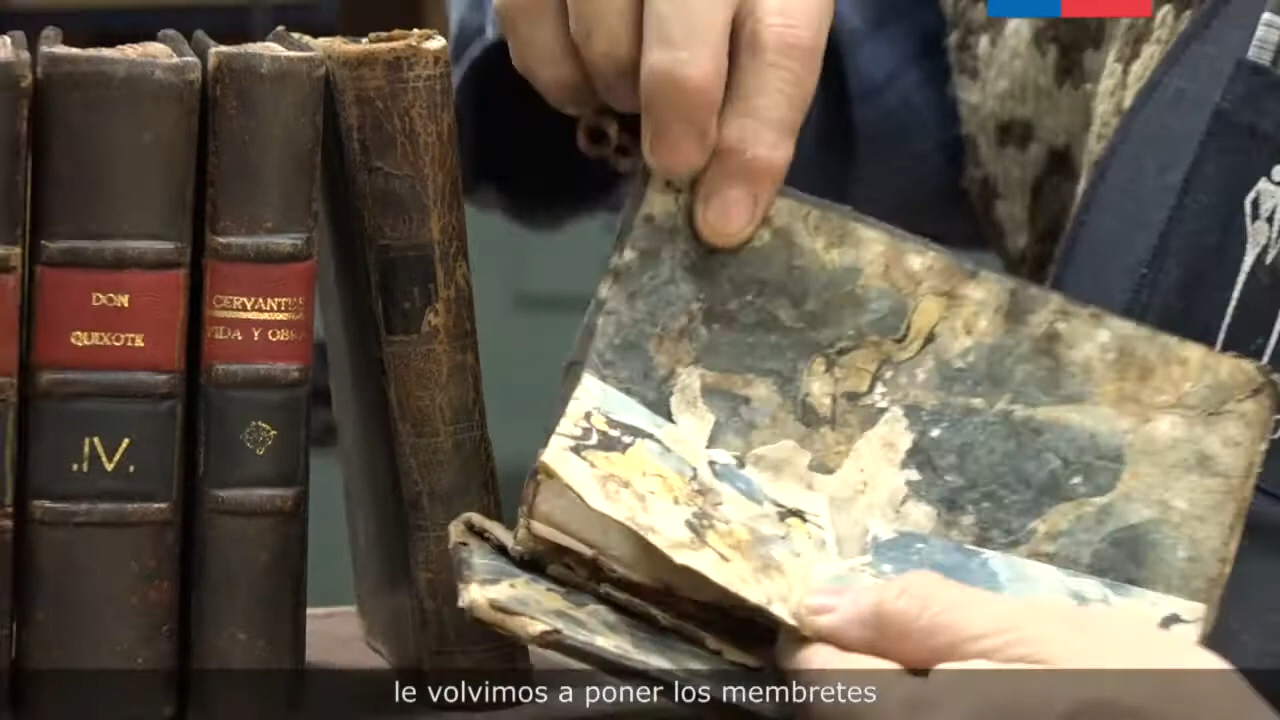 DON
QUIXOTE
.IV.
CERVANTES
VIDA Y OBRA
le volvimos a poner los membretes